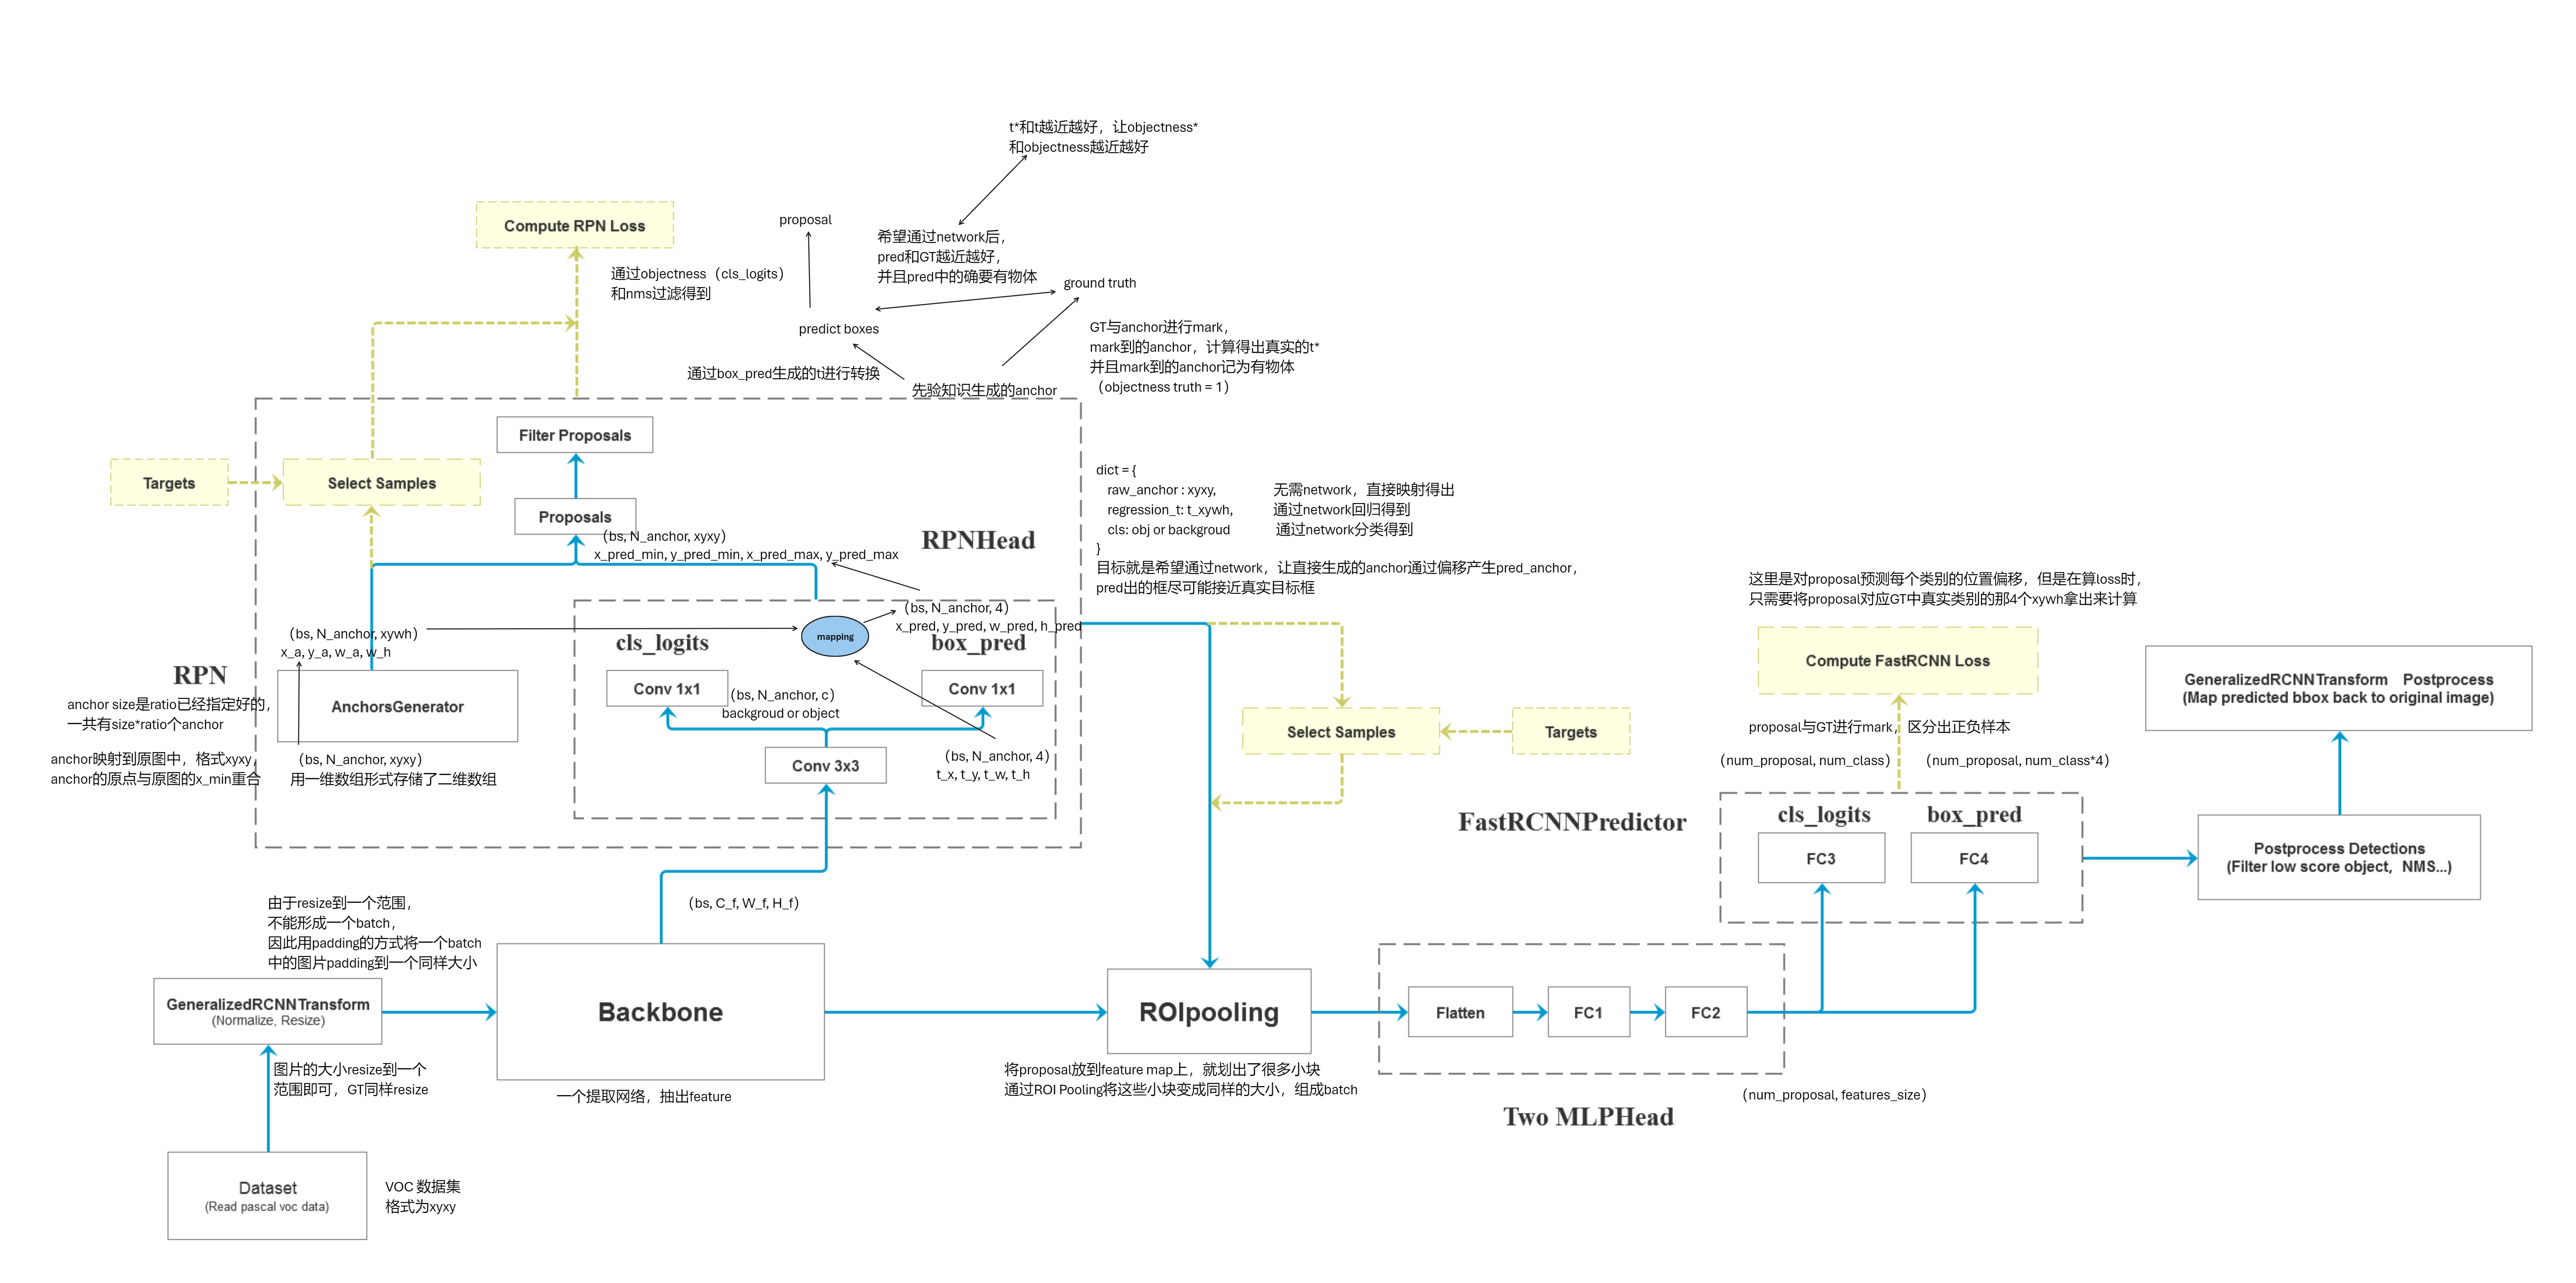 t*和t越近越好，让objectness*
和objectness越近越好
Compute RPN Loss
proposal
希望通过network后，
pred和GT越近越好，
并且pred中的确要有物体
通过objectness（cls_logits）
和nms过滤得到
ground truth
predict boxes
GT与anchor进行mark，
mark到的anchor，计算得出真实的t*
并且mark到的anchor记为有物体
（objectness truth = 1）
通过box_pred生成的t进行转换
先验知识生成的anchor
Filter Proposals
Targets
Select Samples
Proposals
（bs, N_anchor, xyxy）
x_pred_min, y_pred_min, x_pred_max, y_pred_max
RPNHead
dict = {
raw_anchor : xyxy, 无需network，直接映射得出
regression_t: t_xywh, 通过network回归得到
cls: obj or backgroud 通过network分类得到
}
目标就是希望通过network，让直接生成的anchor通过偏移产生pred_anchor，
pred出的框尽可能接近真实目标框
（bs, N_anchor, xywh）
x_a, y_a, w_a, w_h
mapping
（bs, N_anchor, 4）
x_pred, y_pred, w_pred, h_pred
cls_logits
box_pred
RPN
AnchorsGenerator
Conv 1x1
Conv 1x1
（bs, N_anchor, c）
backgroud or object
anchor size是ratio已经指定好的，
一共有size*ratio个anchor
anchor映射到原图中，格式xyxy，
anchor的原点与原图的x_min重合
（bs, N_anchor, xyxy）
用一维数组形式存储了二维数组
Conv 3x3
（bs, N_anchor, 4）
t_x, t_y, t_w, t_h
这里是对proposal预测每个类别的位置偏移，但是在算loss时，
只需要将proposal对应GT中真实类别的那4个xywh拿出来计算
Compute FastRCNN Loss
Select Samples
Targets
proposal与GT进行mark，区分出正负样本
（num_proposal, num_class）
（num_proposal, num_class*4）
GeneralizedRCNNTransform Postprocess
(Map predicted bbox back to original image)
FastRCNNPredictor
cls_logits
box_pred
FC3
FC4
Postprocess Detections
(Filter low score object, NMS...)
由于resize到一个范围，
不能形成一个batch，
因此用padding的方式将一个batch
中的图片padding到一个同样大小
（bs, C_f, W_f, H_f）
GeneralizedRCNNTransform
(Normalize, Resize)
Backbone
ROIpooling
Flatten
FC1
FC2
图片的大小resize到一个
范围即可，GT同样resize
一个提取网络，抽出feature
将proposal放到feature map上，就划出了很多小块
通过ROI Pooling将这些小块变成同样的大小，组成batch
Two MLPHead
（num_proposal, features_size）
Dataset
(Read pascal voc data)
VOC 数据集
格式为xyxy